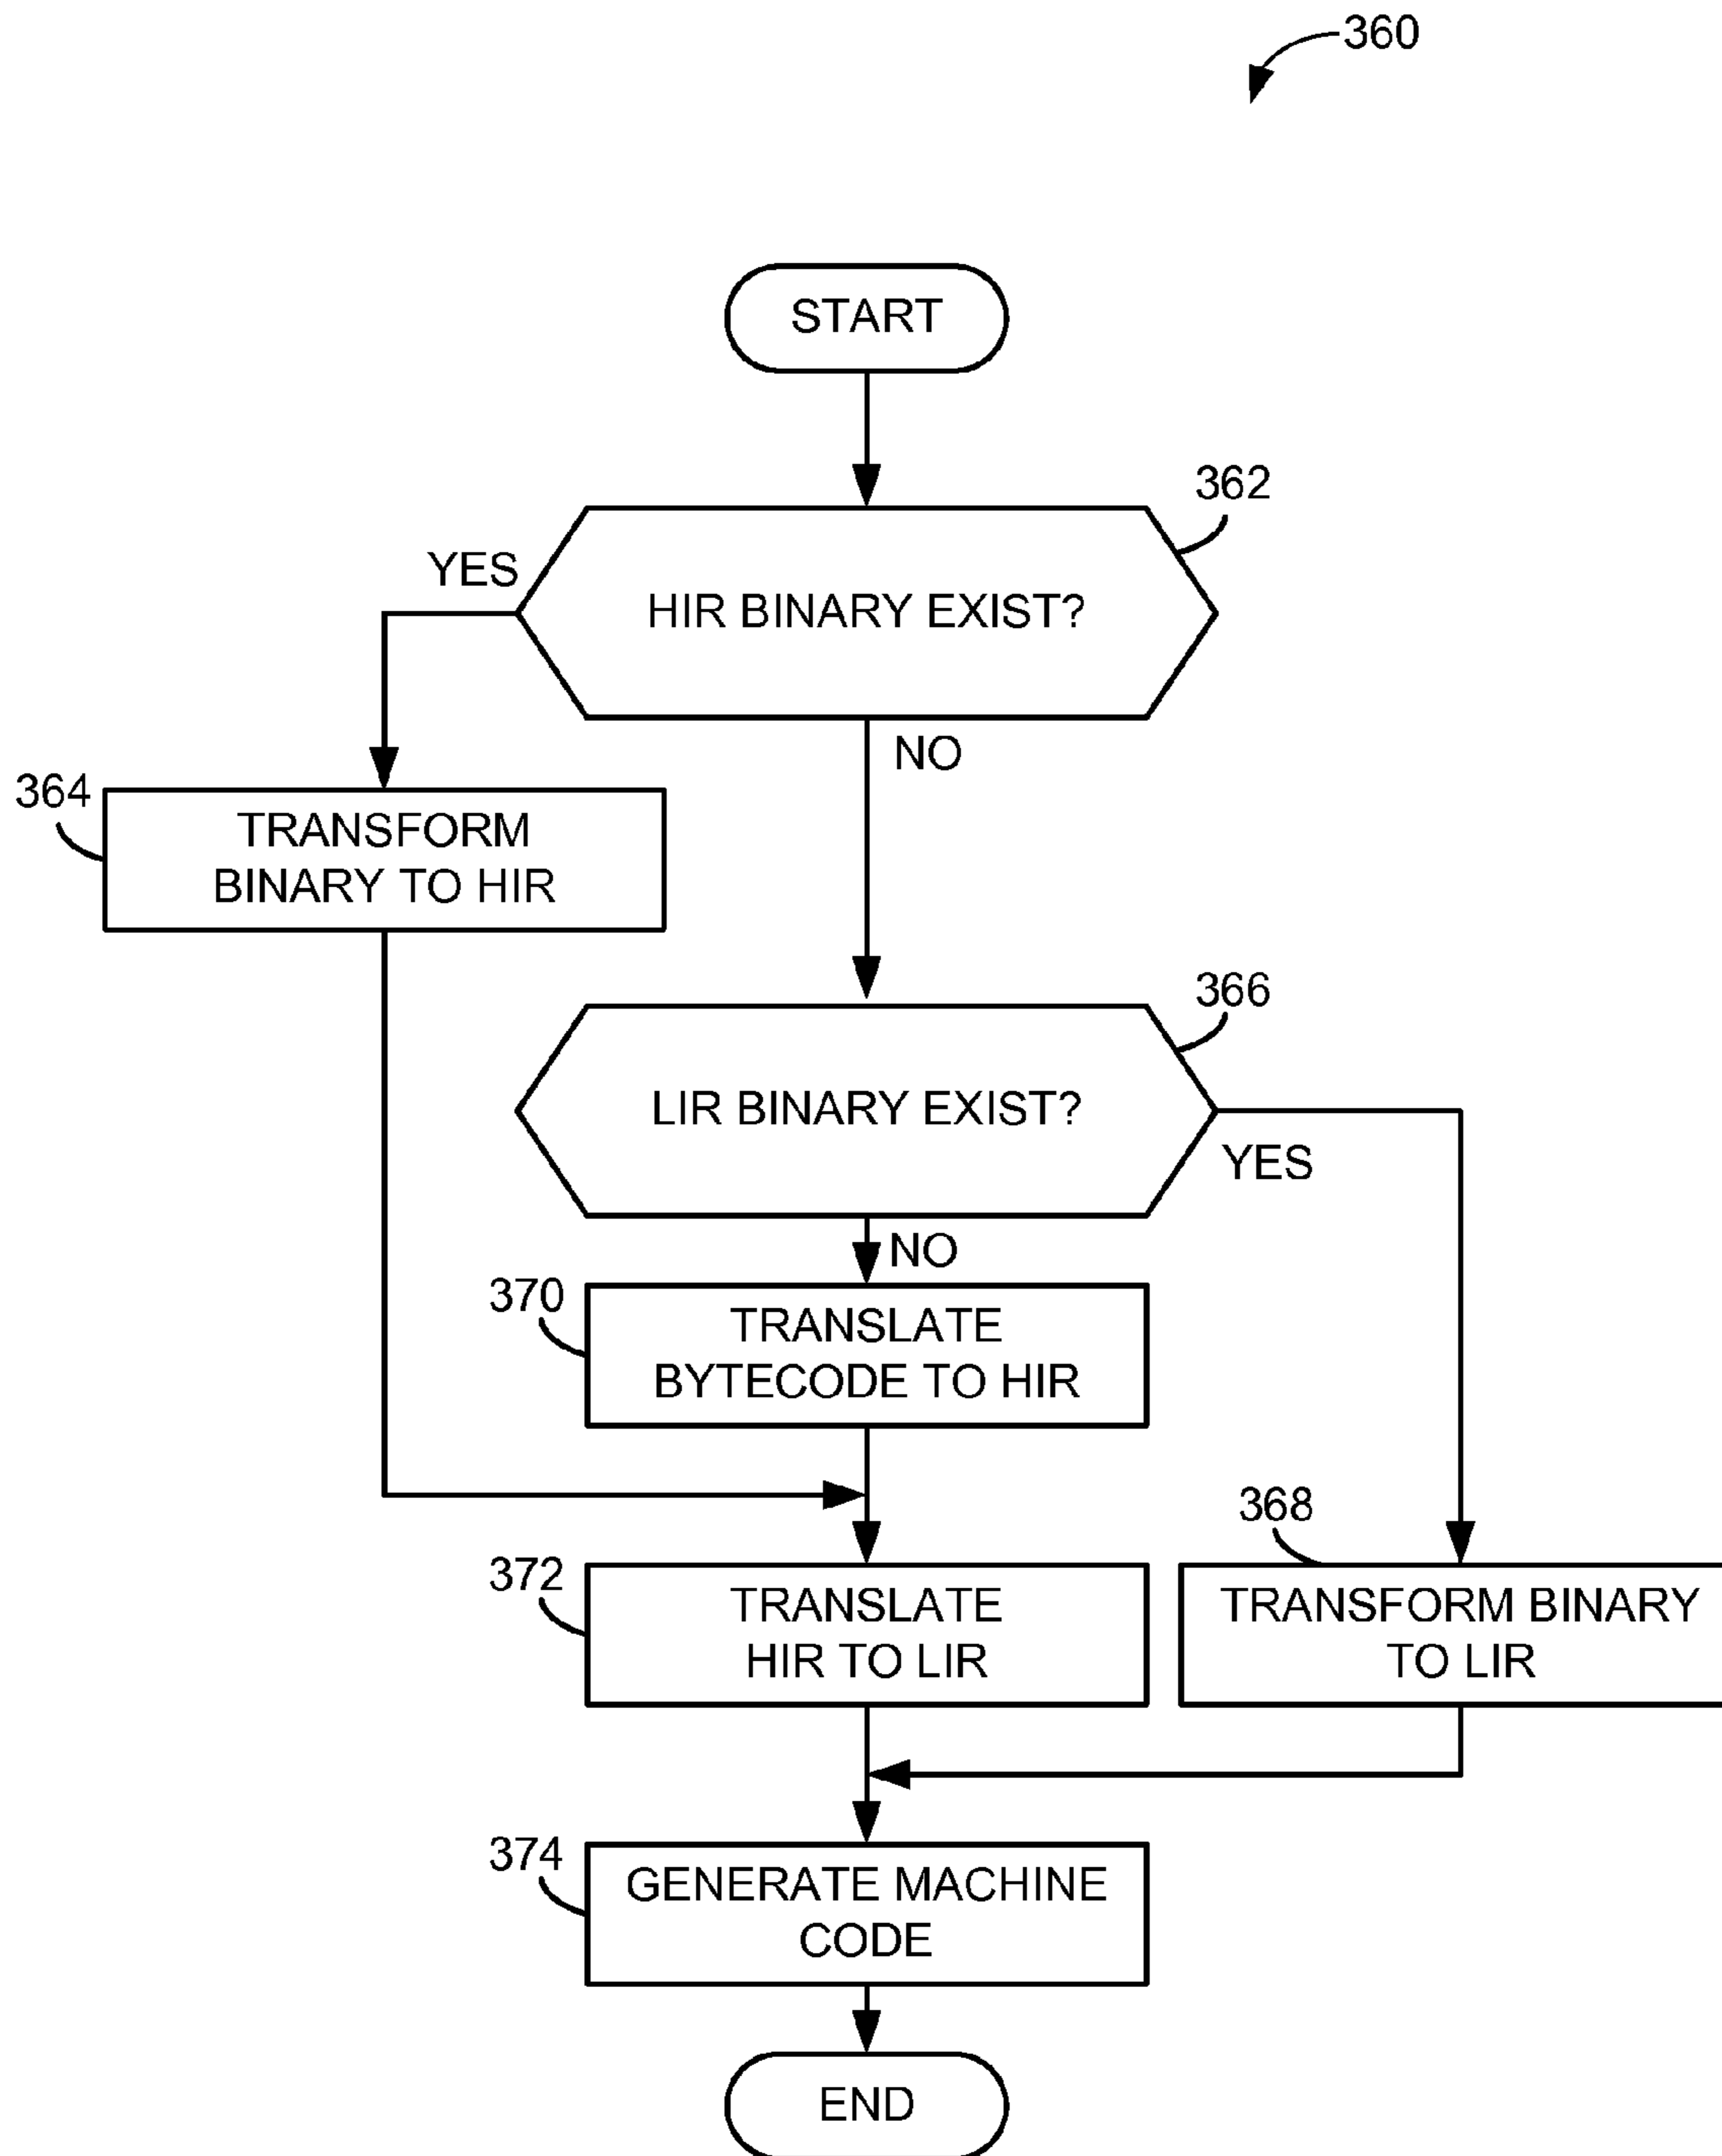 360
START
362
YES
HIR BINARY EXIST?
NO
364
TRANSFORM
BINARY TO HIR
366
LIR BINARY EXIST?
YES
NO
370
TRANSLATE
BYTECODE TO HIR
368
372
TRANSLATE
HIR TO LIR
TRANSFORM BINARY
TO LIR
374
GENERATE MACHINE
CODE
END